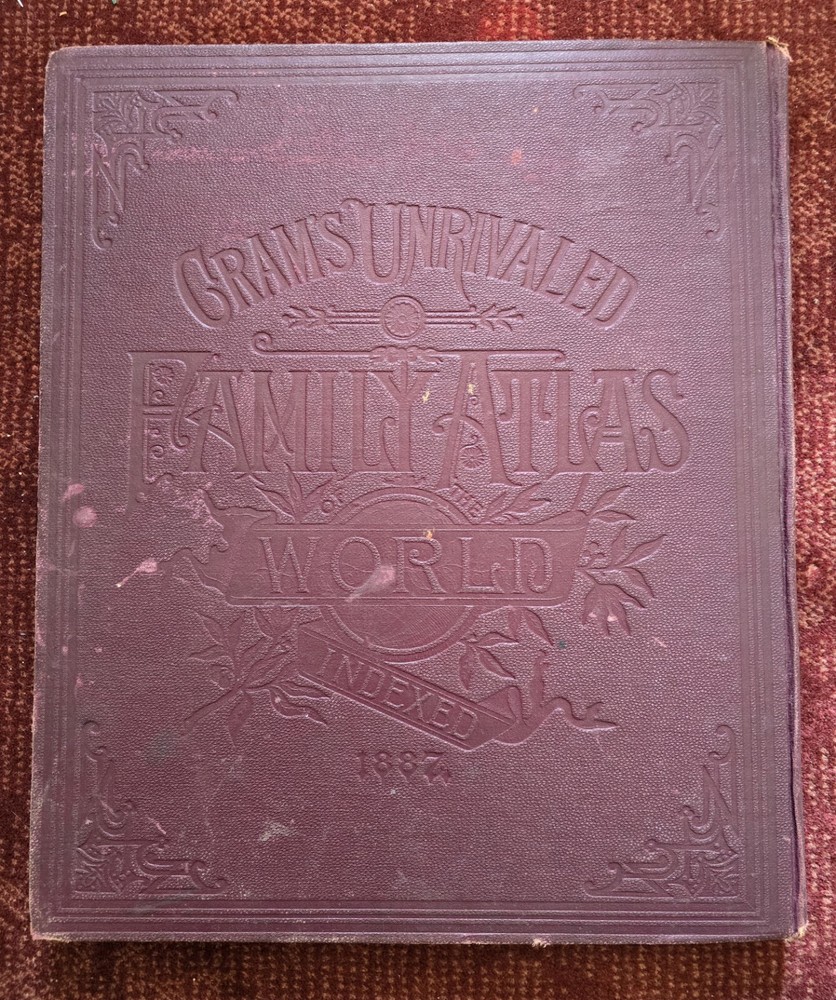 GRAM'S UNRIVALED
FAMILY ATLAS
OF THE
WORLD
INDEXED
1887.